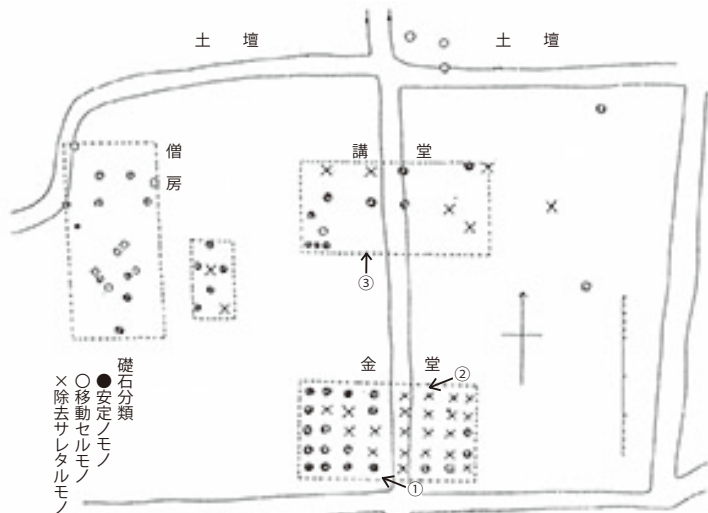 土壇
土壇
講堂
僧房
③
金堂
②
①
礎石分類
●安定ノモノ
○移動セルモノ
×除去サレタルモノ